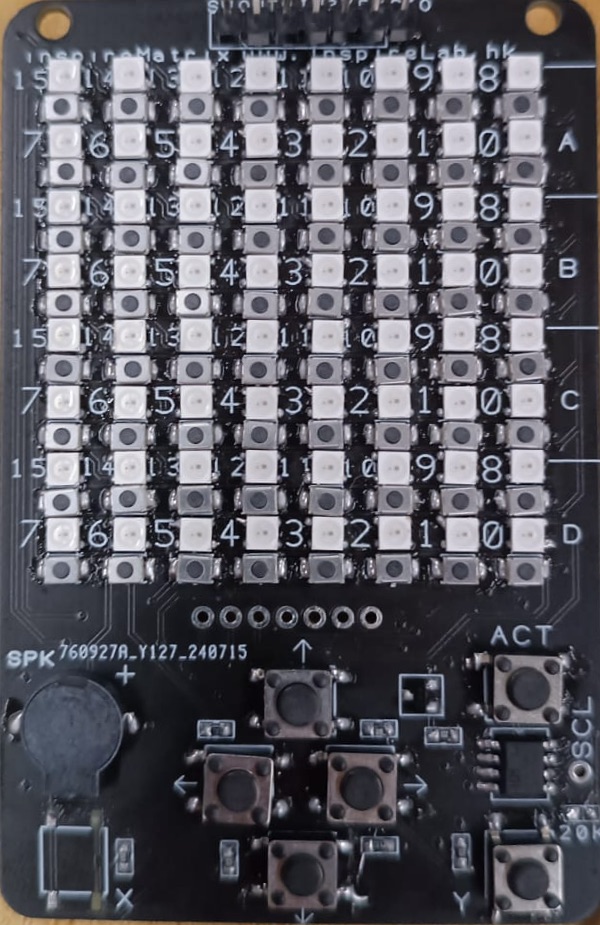 inspireMatrix www.inspireLab.hk
15 14 13 12 11 10 9 8
7 6 5 4 3 2 1 0 A
15 14 13 12 11 10 9 8
7 6 5 4 3 2 1 0 B
15 14 13 12 11 10 9 8
7 6 5 4 3 2 1 0 C
15 14 13 12 11 10 9 8
7 6 5 4 3 2 1 0 D
ACT
SPK 760927A_Y127_240715
+
SCL
20K
X Y